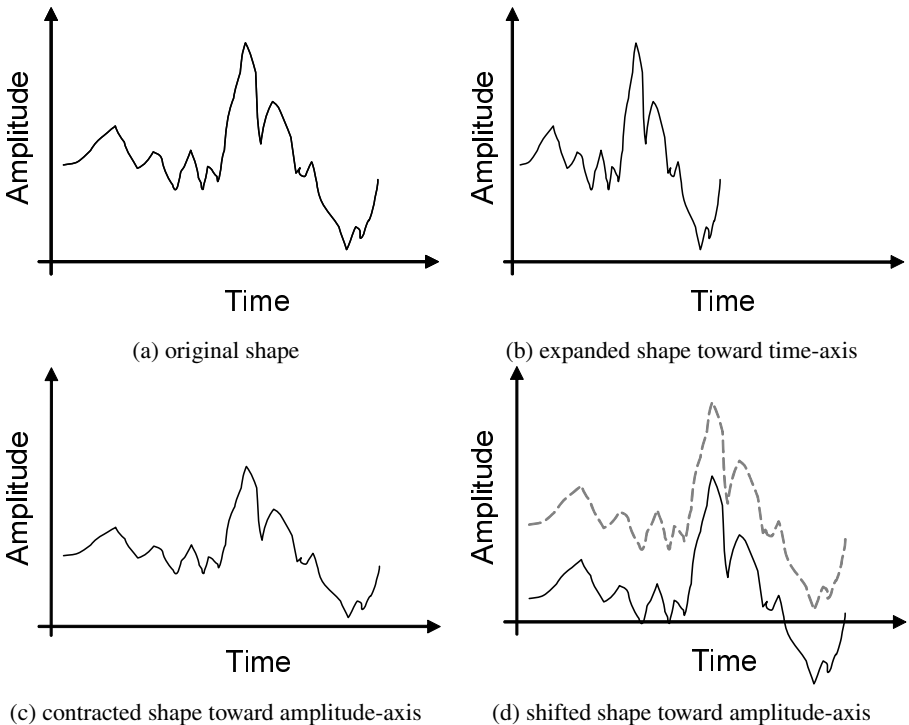 Amplitude
Time
(a) original shape
Amplitude
Time
(b) expanded shape toward time-axis
Amplitude
Time
(c) contracted shape toward amplitude-axis
Amplitude
Time
(d) shifted shape toward amplitude-axis